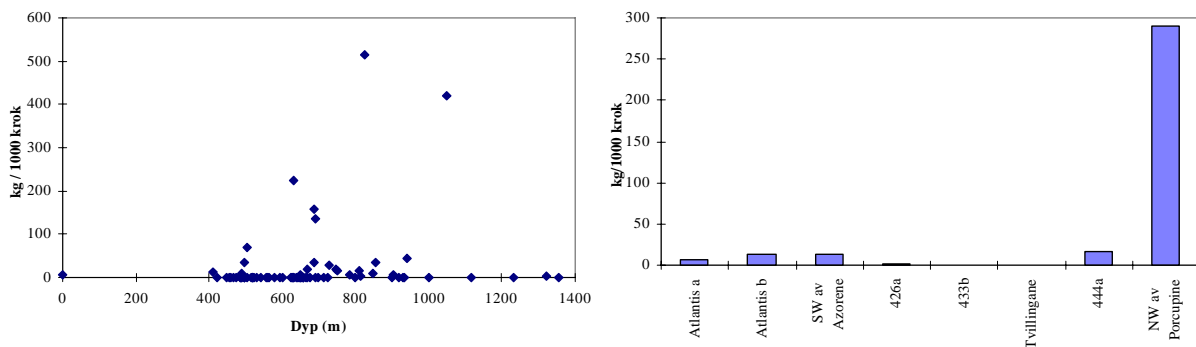 600
500
400
300
200
100
0
kg / 1000 krok
0 200 400 600 800 1000 1200 1400
Dyp (m)
300
250
200
150
100
50
0
kg/1000 krok
Atlantis a
Atlantis b
SW av
Azorene
426a
433b
Tvillingane
444a
NW av
Porcupine